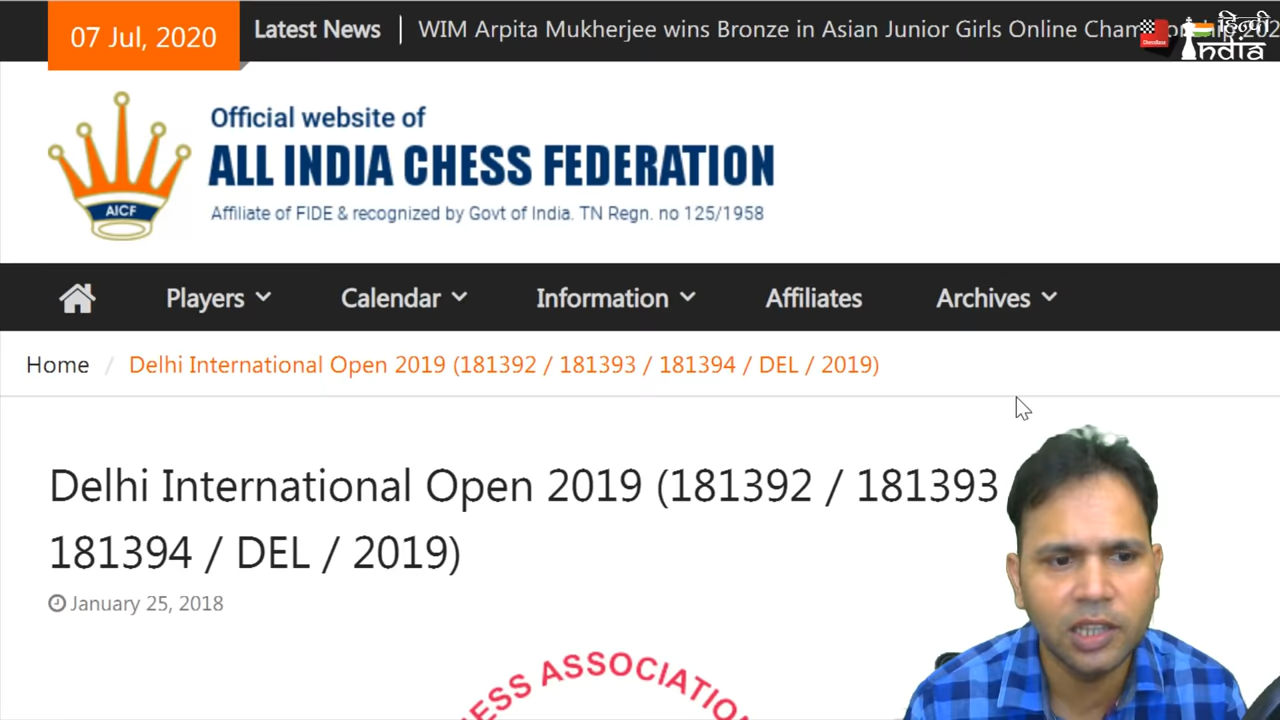 07 Jul, 2020
Latest News
WIM Arpita Mukherjee wins Bronze in Asian Junior Girls Online
हिन्दी
ChessBase
India
Official website of
ALL INDIA CHESS FEDERATION
AICF
Affiliate of FIDE & recognized by Govt of India. TN Regn. no 125/1958
Players
Calendar
Information
Affiliates
Archives
Home / Delhi International Open 2019 (181392 / 181393 / 181394 / DEL / 2019)
Delhi International Open 2019 (181392 / 181393
181394 / DEL / 2019)
January 25, 2018
ESS ASSOCIATION